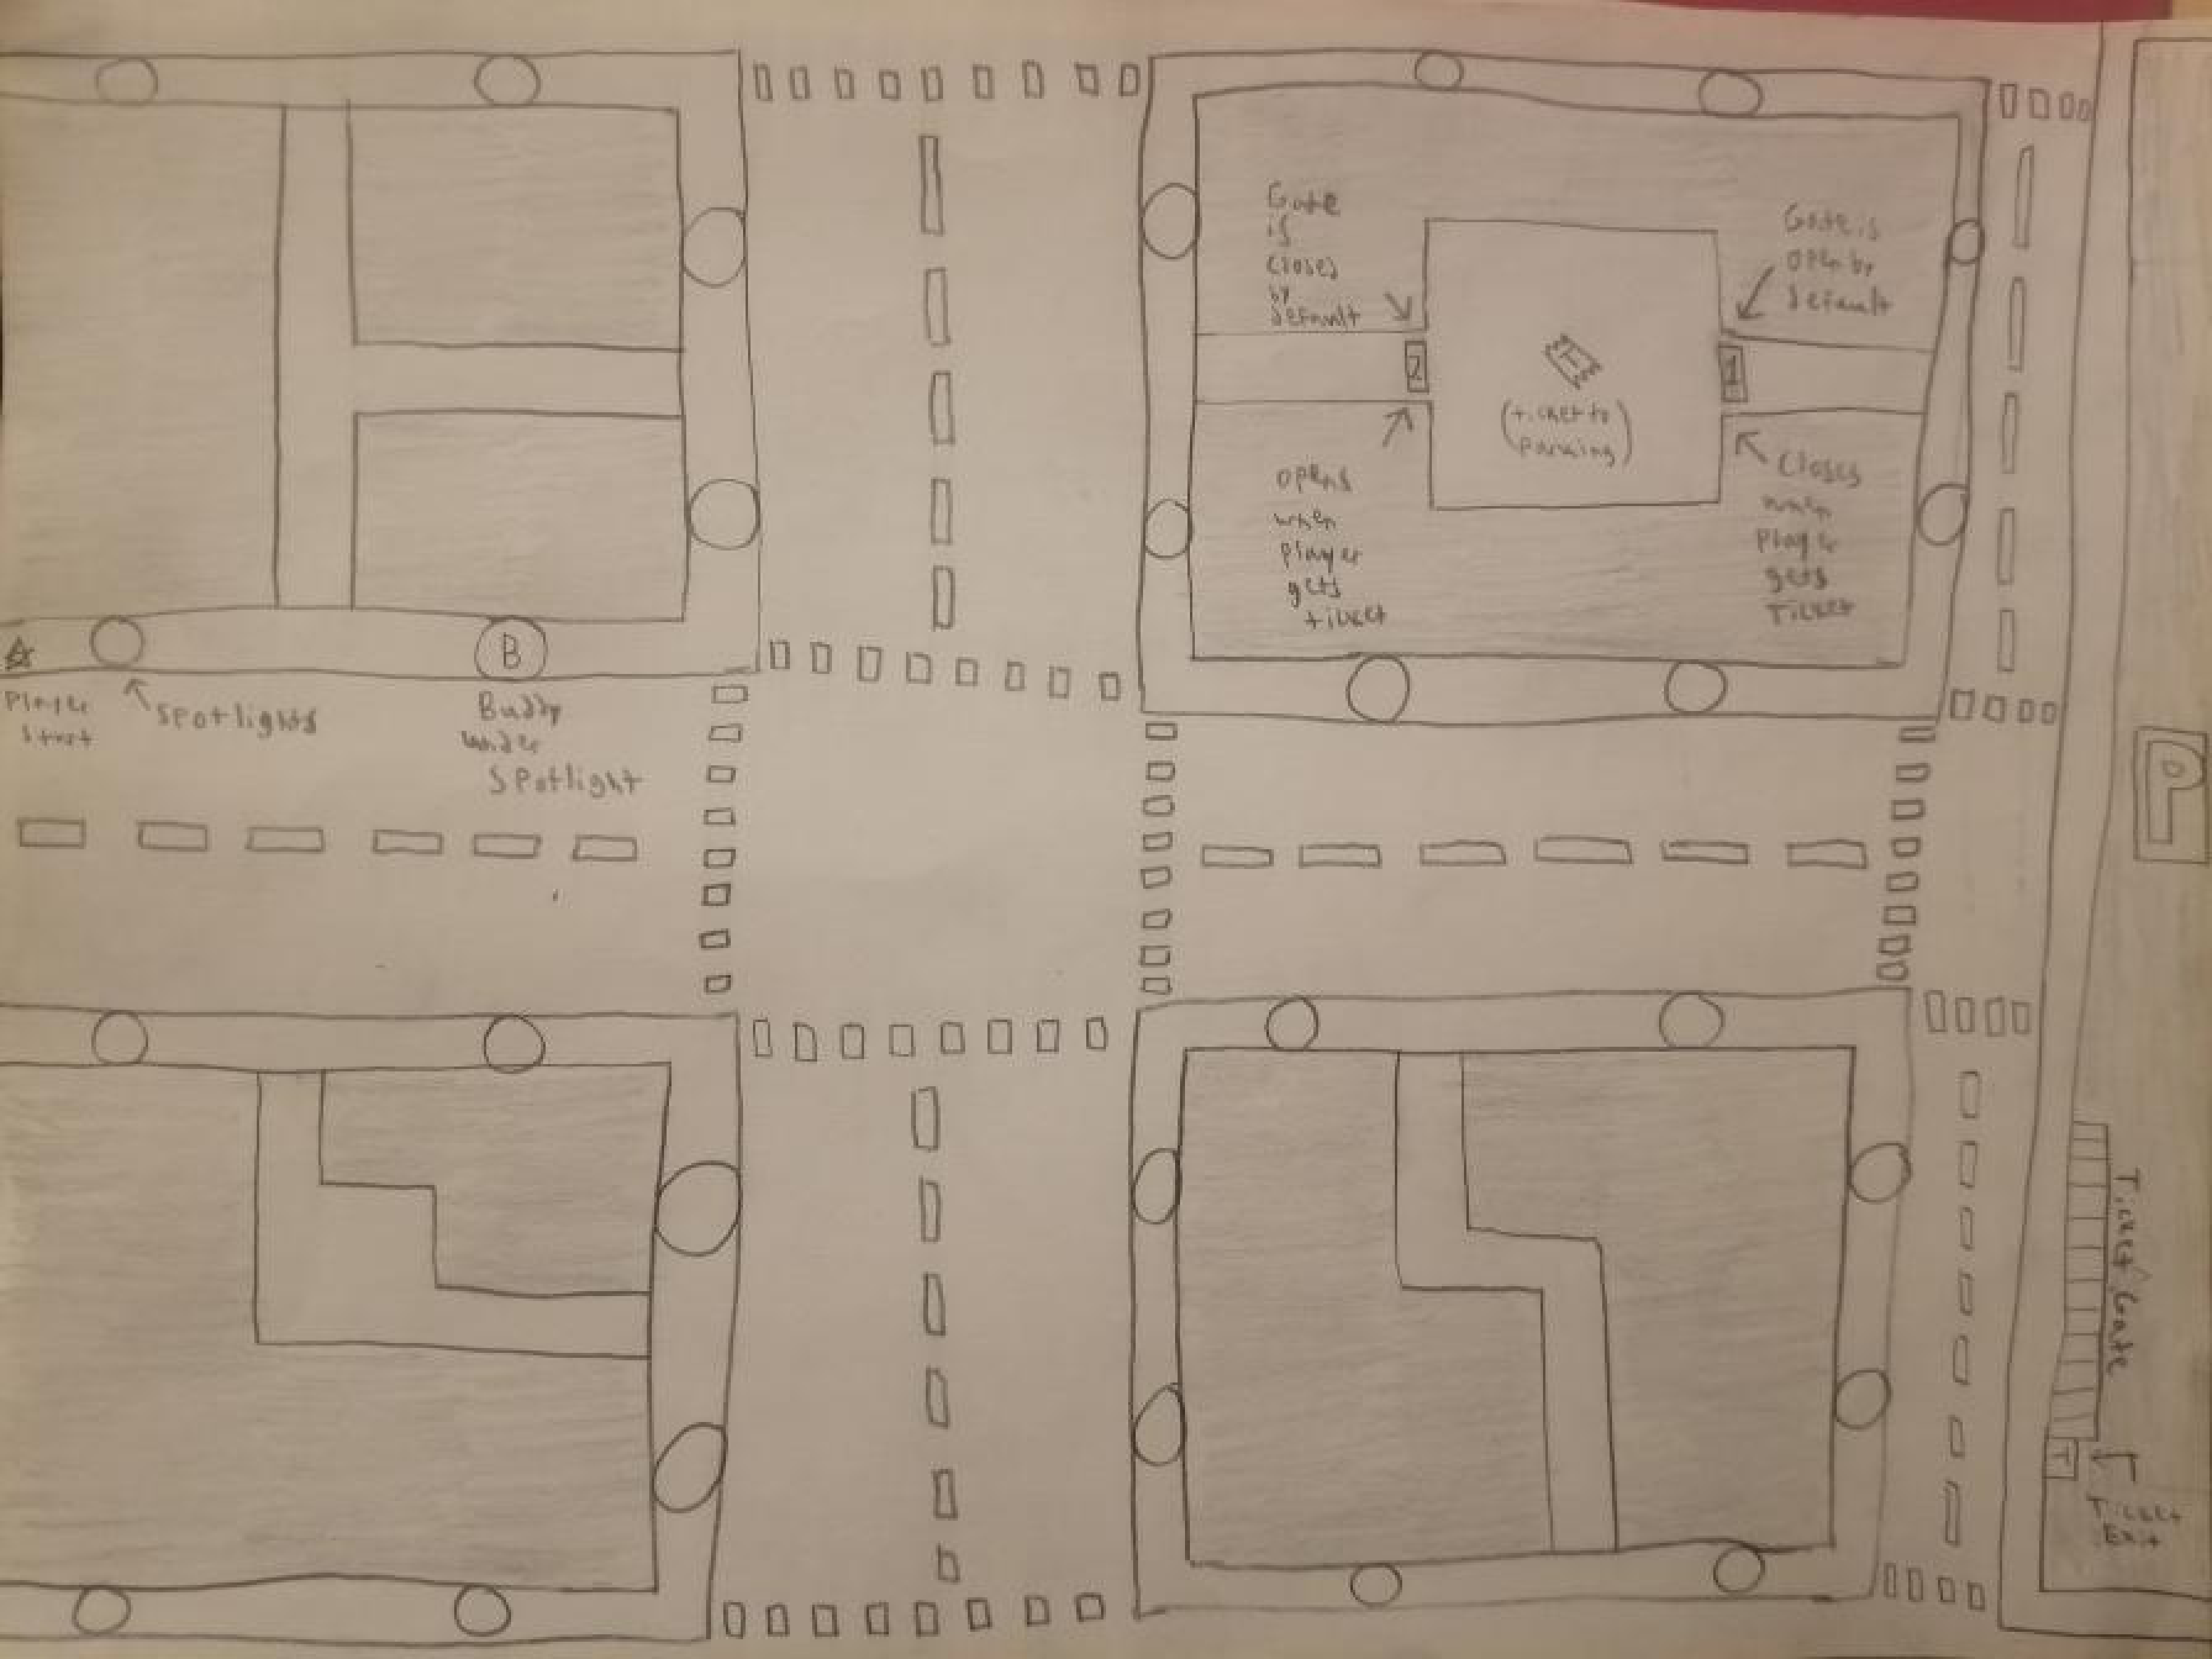 Gate
is
closed
by
default
Gate is
open by
default
2
1
T
(ticket to
parking)
opens
when
player
gets
ticket
closes
when
player
gets
Ticket
B
Player
start
spotlights
Buddy
under
spotlight
P
Ticket Gate
T
Ticket
Exit